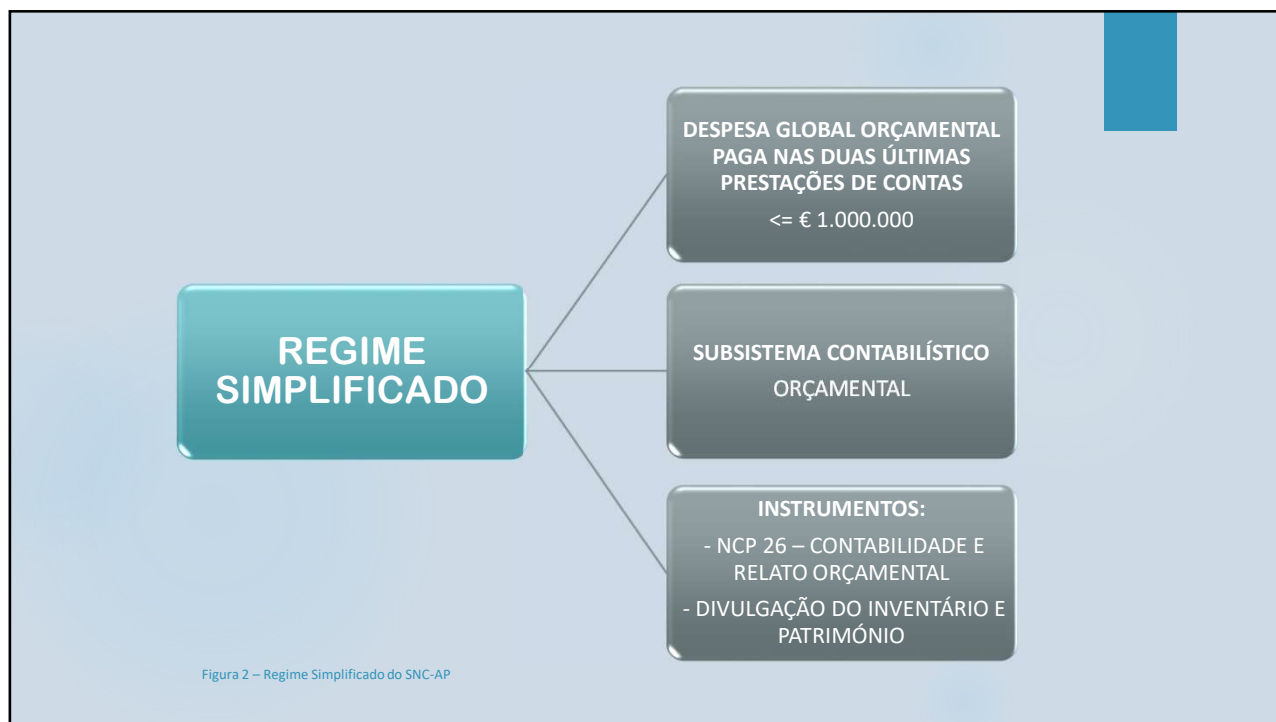 DESPESA GLOBAL ORÇAMENTAL
PAGA NAS DUAS ÚLTIMAS
PRESTAÇÕES DE CONTAS
<= € 1.000.000
REGIME
SIMPLIFICADO
SUBSISTEMA CONTABILÍSTICO
ORÇAMENTAL
INSTRUMENTOS:
- NCP 26 – CONTABILIDADE E
RELATO ORÇAMENTAL
- DIVULGAÇÃO DO INVENTÁRIO E
PATRIMÓNIO
Figura 2 – Regime Simplificado do SNC-AP